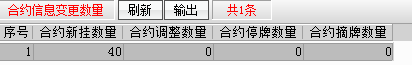 合约信息变更数量 刷新 输出 共1条
序号 合约新挂数量 合约调整数量 合约停牌数量 合约摘牌数量
1 40 0 0 0